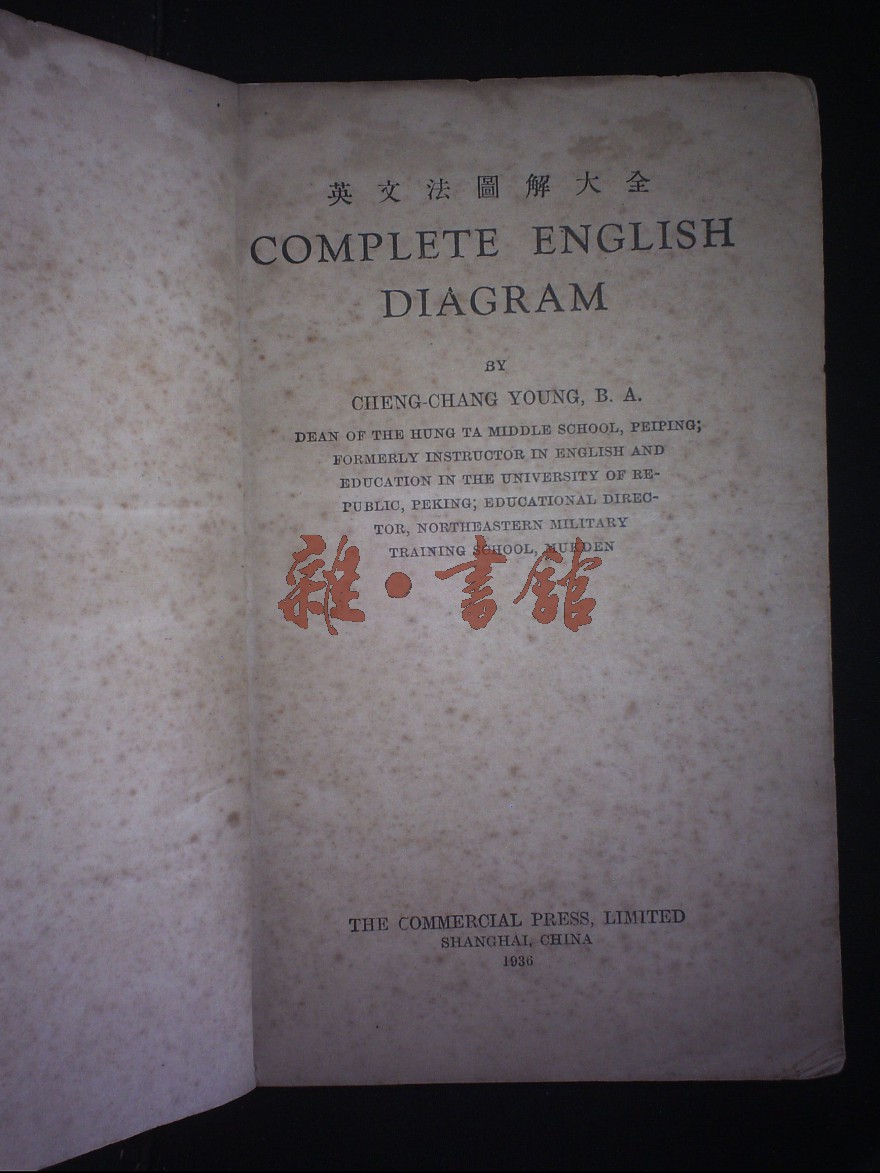 英文法圖解大全
COMPLETE ENGLISH
DIAGRAM
BY
CHENG-CHANG YOUNG, B. A.
DEAN OF THE HUNG TA MIDDLE SCHOOL, PEIPING;
FORMERLY INSTRUCTOR IN ENGLISH AND
EDUCATION IN THE UNIVERSITY OF RE-
PUBLIC, PEKING; EDUCATIONAL DIREC-
TOR, NORTHEASTERN MILITARY
TRAINING SCHOOL, MUKDEN
雜·書館
THE COMMERCIAL PRESS, LIMITED
SHANGHAI, CHINA
1936